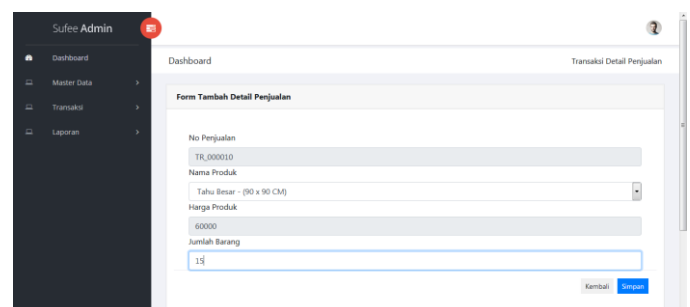 Sufee Admin
Dashboard
Master Data
Transaksi
Laporan
Dashboard
Transaksi Detail Penjualan
Form Tambah Detail Penjualan
No Penjualan
TR_000010
Nama Produk
Tahu Besar - (90 x 90 CM)
Harga Produk
60000
Jumlah Barang
15
Kembali
Simpan